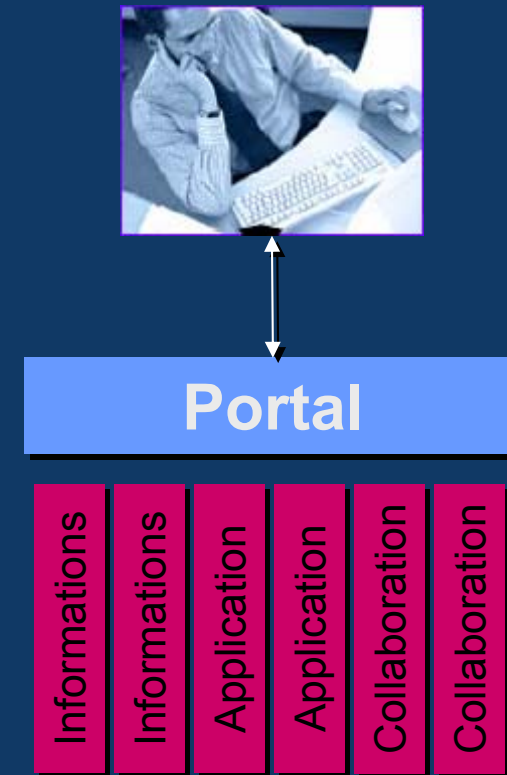 Portal
Informations
Informations
Application
Application
Collaboration
Collaboration